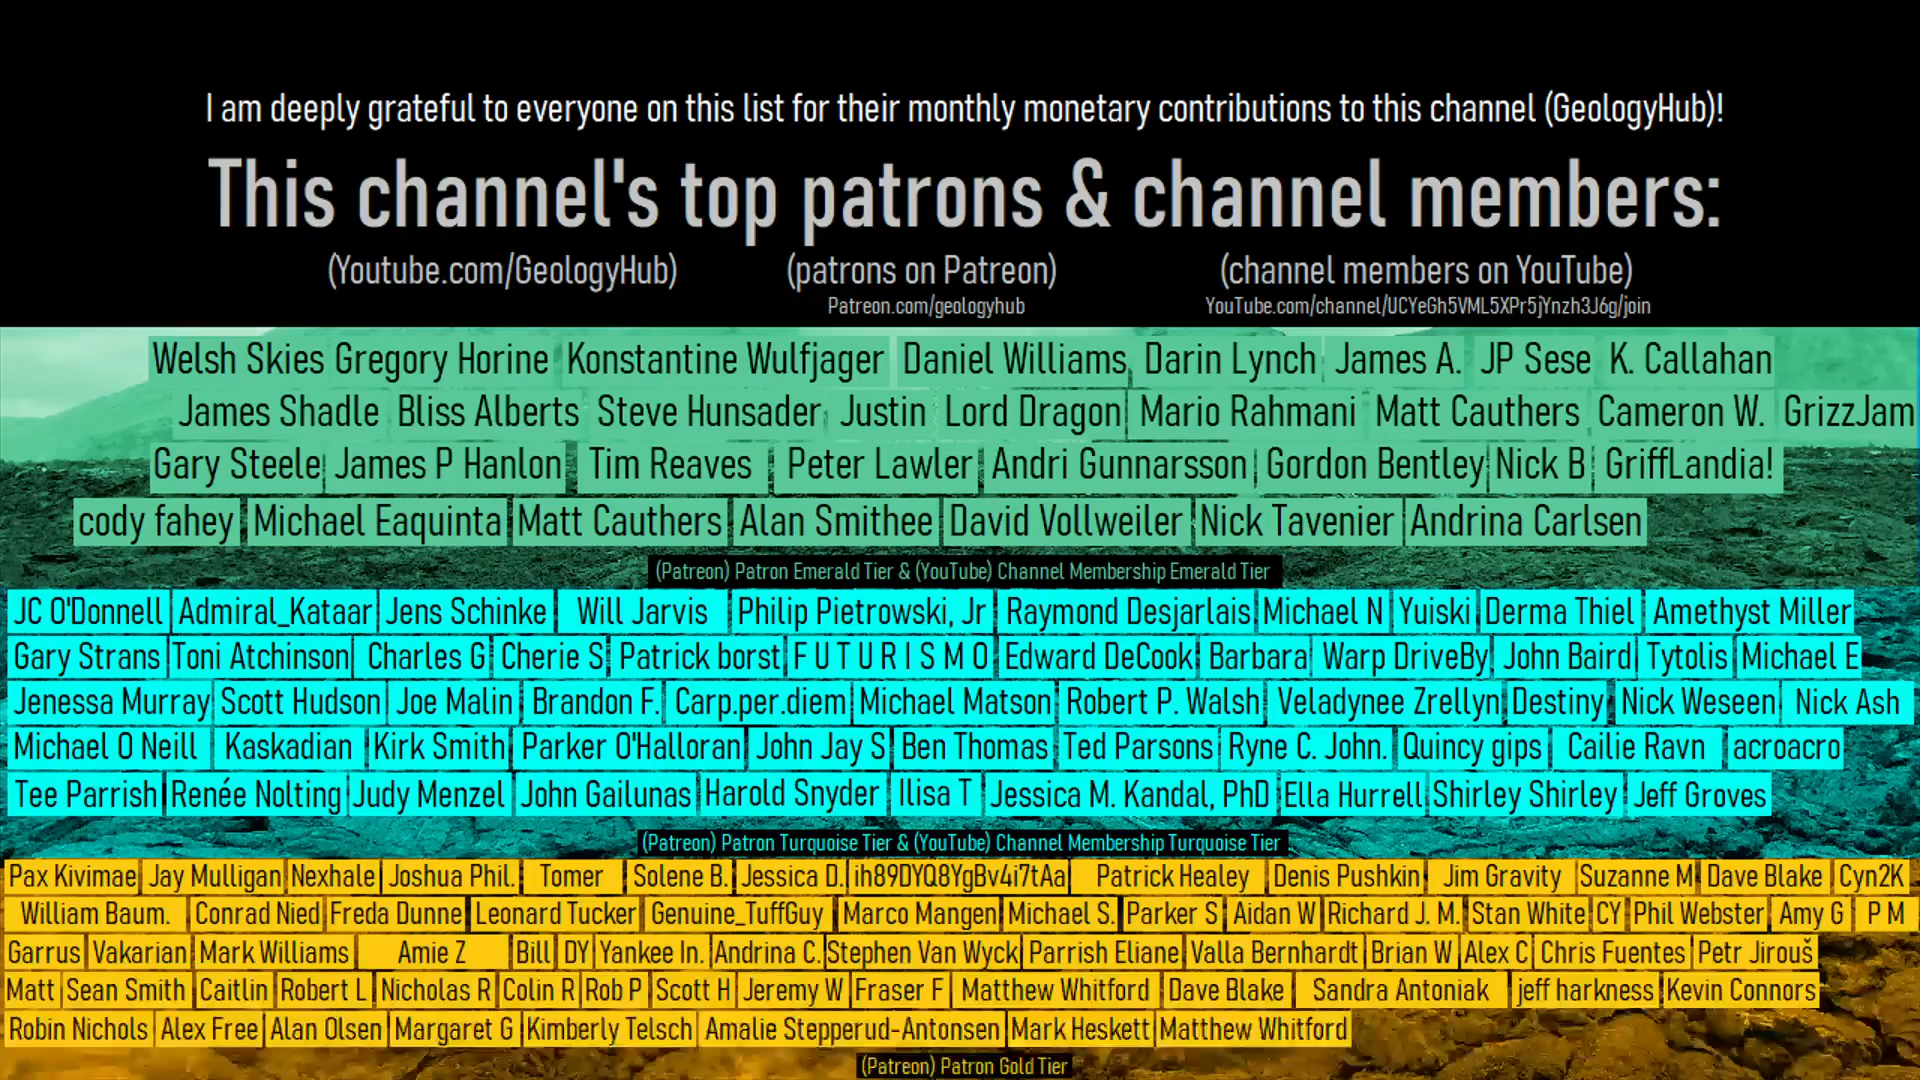 I am deeply grateful to everyone on this list for their monthly monetary contributions to this channel (GeologyHub)!
This channel's top patrons & channel members:
(Youtube.com/GeologyHub) (patrons on Patreon) (channel members on YouTube)
Patreon.com/geologyhub YouTube.com/channel/UCYeGh5VML5XPr5jYnzh3J6g/join
Welsh Skies Gregory Horine Konstantine Wulfjager Daniel Williams Darin Lynch James A. JP Sese K. Callahan
James Shadle Bliss Alberts Steve Hunsader Justin Lord Dragon Mario Rahmani Matt Cauthers Cameron W. GrizzJam
Gary Steele James P Hanlon Tim Reaves Peter Lawler Andri Gunnarsson Gordon Bentley Nick B GriffLandia!
cody fahey Michael Eaquinta Matt Cauthers Alan Smithee David Vollweiler Nick Tavenier Andrina Carlsen
(Patreon) Patron Emerald Tier & (YouTube) Channel Membership Emerald Tier
JC O'Donnell Admiral_Kataar Jens Schinke Will Jarvis Philip Pietrowski, Jr Raymond Desjarlais Michael N Yuiski Derma Thiel Amethyst Miller
Gary Strans Toni Atchinson Charles G Cherie S Patrick borst F U T U R I S M O Edward DeCook Barbara Warp DriveBy John Baird Tytolis Michael E
Jenessa Murray Scott Hudson Joe Malin Brandon F. Carp.per.diem Michael Matson Robert P. Walsh Veladynee Zrellyn Destiny Nick Weseen Nick Ash
Michael O Neill Kaskadian Kirk Smith Parker O'Halloran John Jay S Ben Thomas Ted Parsons Ryne C. John. Quincy gips Cailie Ravn acroacro
Tee Parrish Renée Nolting Judy Menzel John Gailunas Harold Snyder Ilisa T Jessica M. Kandal, PhD Ella Hurrell Shirley Shirley Jeff Groves
(Patreon) Patron Turquoise Tier & (YouTube) Channel Membership Turquoise Tier
Pax Kivimae Jay Mulligan Nexhale Joshua Phil. Tomer Solene B. Jessica D. ih89DYQ8YgBv4i7tAa Patrick Healey Denis Pushkin Jim Gravity Suzanne M Dave Blake Cyn2K
William Baum. Conrad Nied Freda Dunne Leonard Tucker Genuine_TuffGuy Marco Mangen Michael S. Parker S Aidan W Richard J. M. Stan White CY Phil Webster Amy G P M
Garrus Vakarian Mark Williams Amie Z Bill DY Yankee In. Andrina C. Stephen Van Wyck Parrish Eliane Valla Bernhardt Brian W Alex C Chris Fuentes Petr Jirouš
Matt Sean Smith Caitlin Robert L Nicholas R Colin R Rob P Scott H Jeremy W Fraser F Matthew Whitford Dave Blake Sandra Antoniak jeff harkness Kevin Connors
Robin Nichols Alex Free Alan Olsen Margaret G Kimberly Telsch Amalie Stepperud-Antonsen Mark Heskett Matthew Whitford
(Patreon) Patron Gold Tier